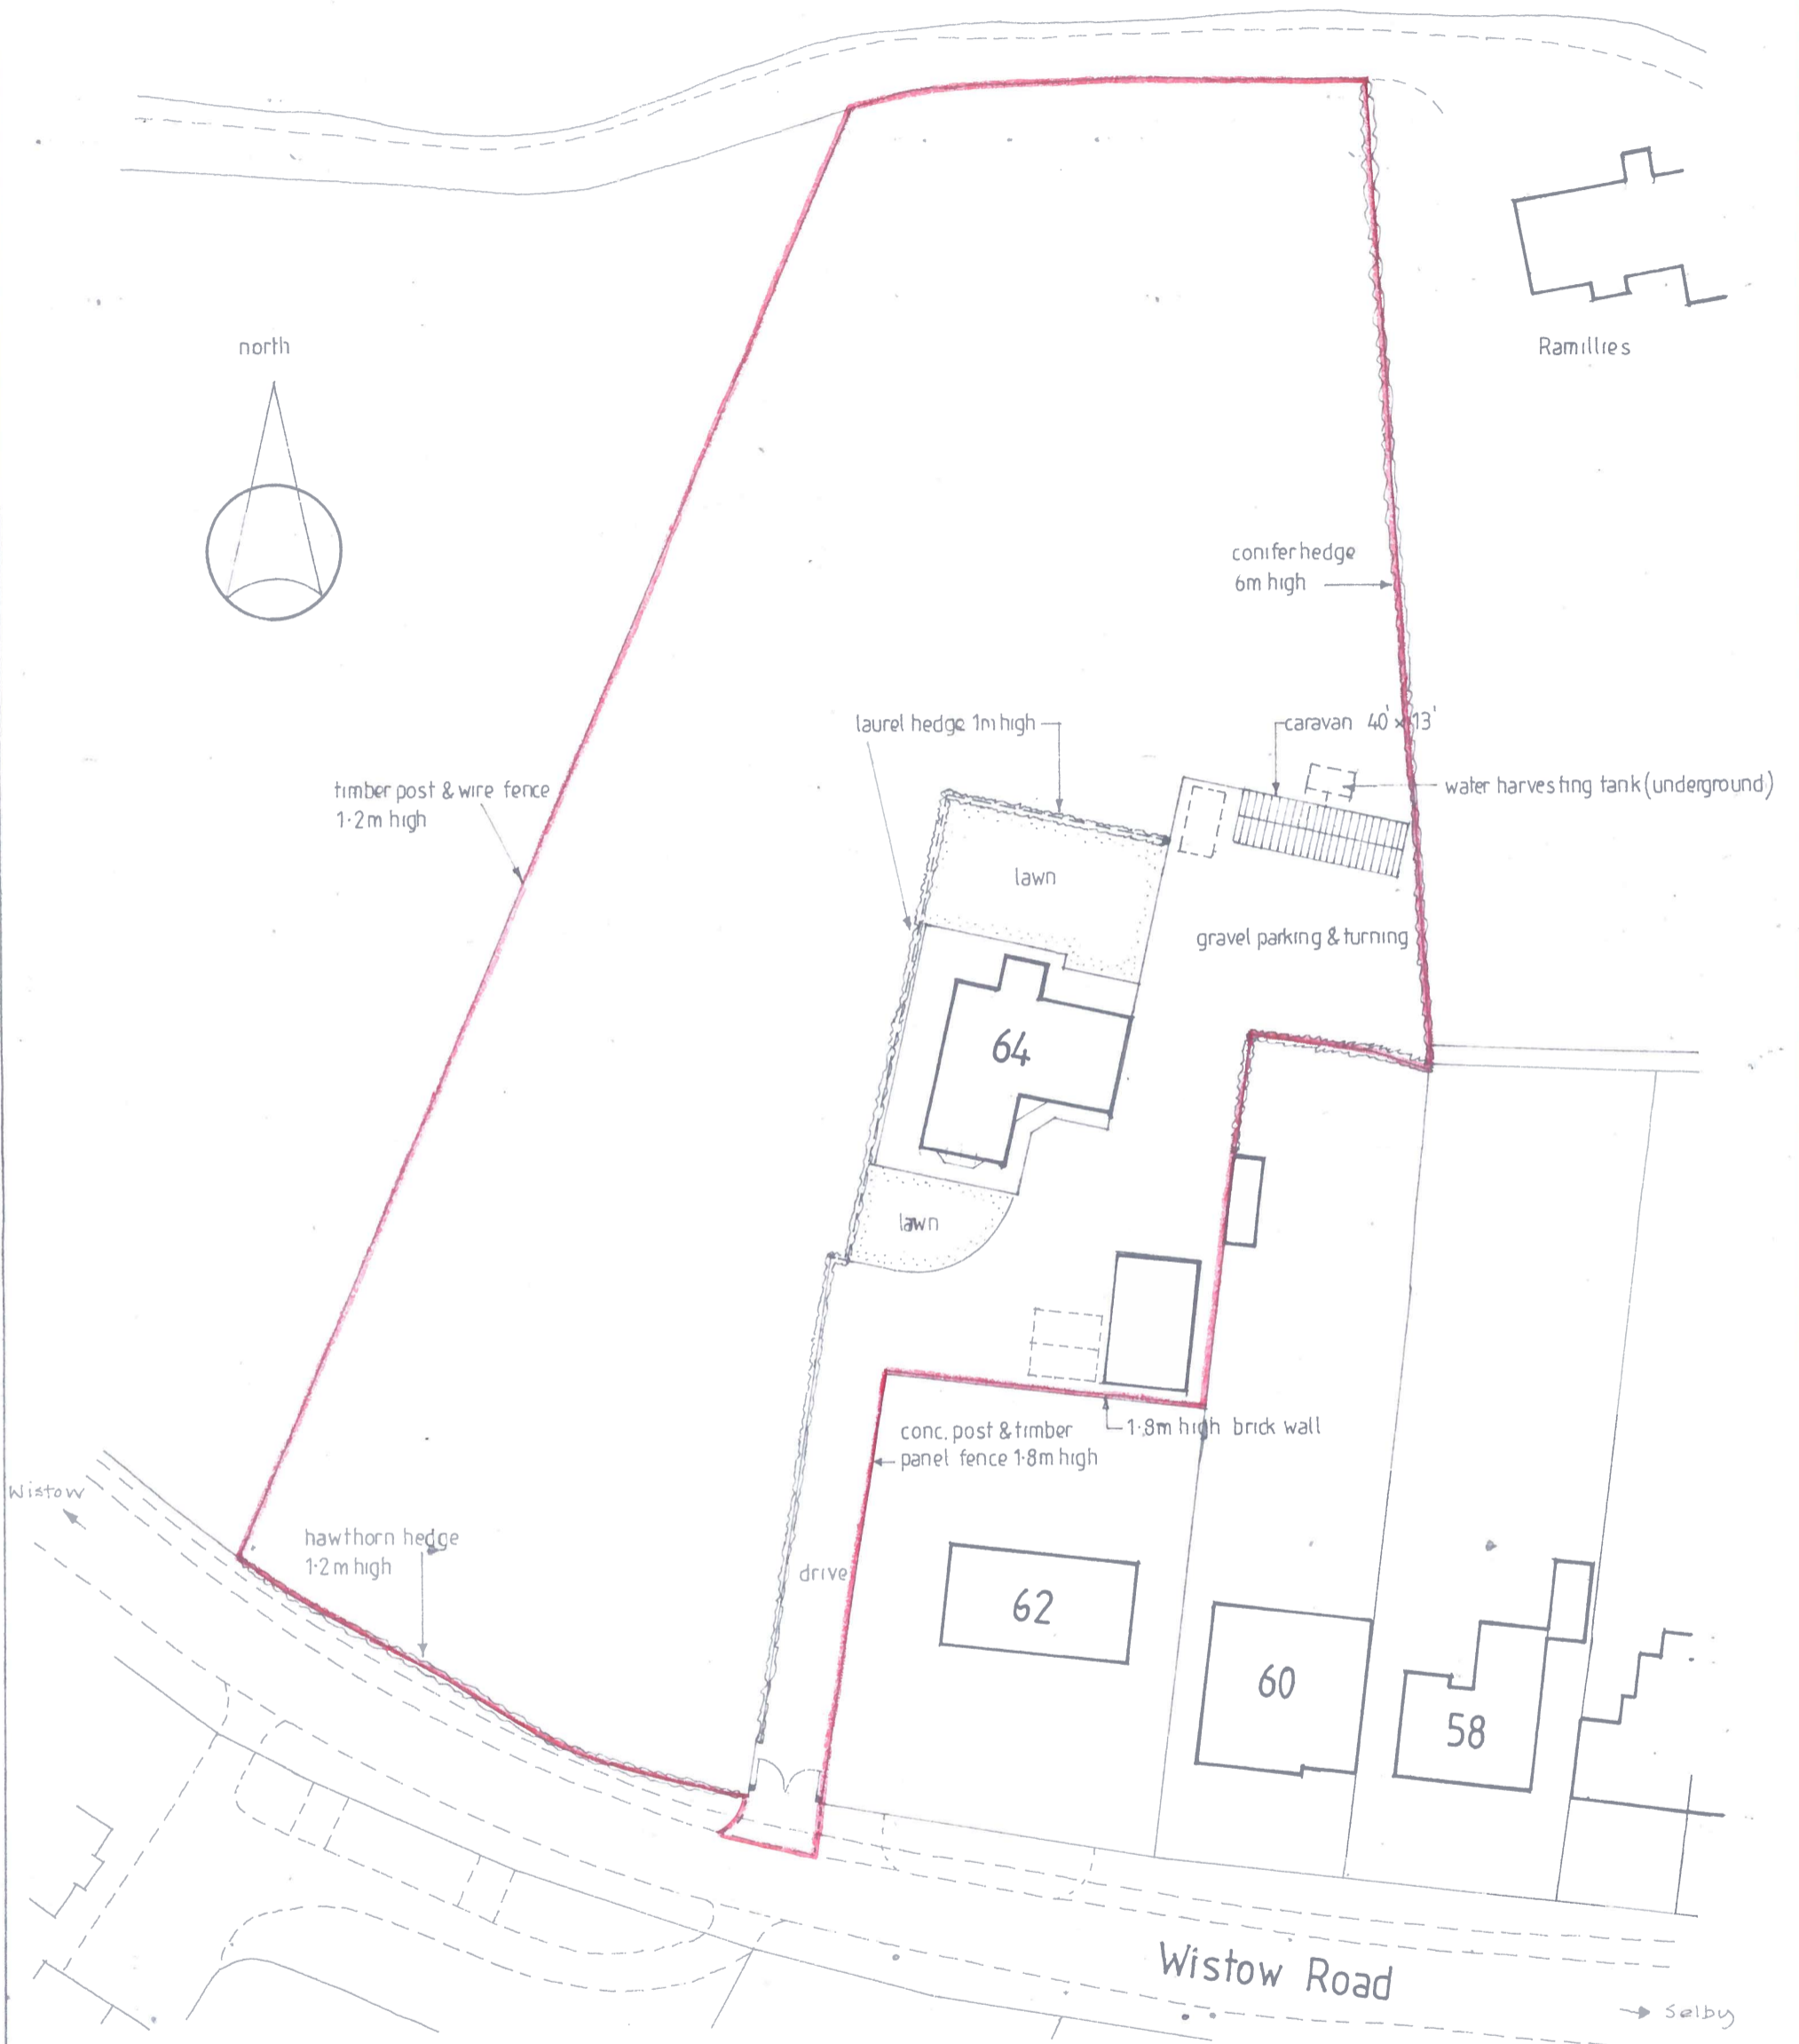 north
Ramillies
conifer hedge
6m high
laurel hedge 1m high
caravan 40' x 13'
timber post & wire fence
1·2m high
water harvesting tank (underground)
lawn
gravel parking & turning
64
lawn
conc. post & timber
panel fence 1·8m high
1·8m high brick wall
Wistow
hawthorn hedge
1·2m high
drive
62
60
58
Wistow Road
Selby